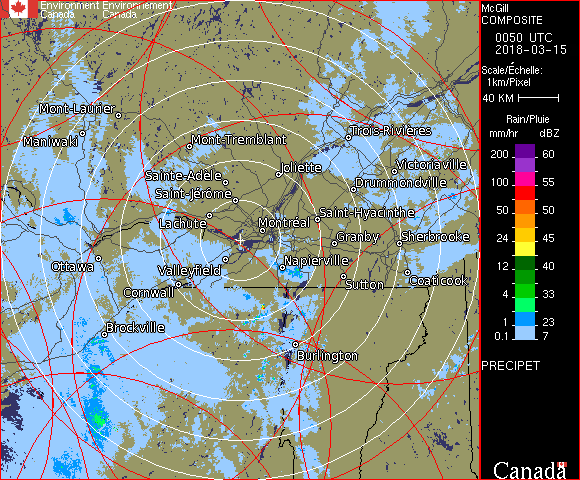 Environment Environnement
Canada Canada
McGill
COMPOSITE
0050 UTC
2018-03-15
Scale/Échelle:
1km/Pixel
40 KM
Rain/Pluie
mm/hr dBZ
200 60
100 55
75 55
50 50
24 45
12 40
4 33
1 23
0.1 7
PRECIPET
Canada
Mont-Laurier
Maniwaki
Mont-Tremblant
Trois-Rivières
Joliette
Victoriaville
Sainte-Adèle
Drummondville
Saint-Jérôme
Saint-Hyacinthe
Lachute
Montréal
Granby
Sherbrooke
Ottawa
Valleyfield
Napierville
Coaticook
Cornwall
Sutton
Brockville
Burlington